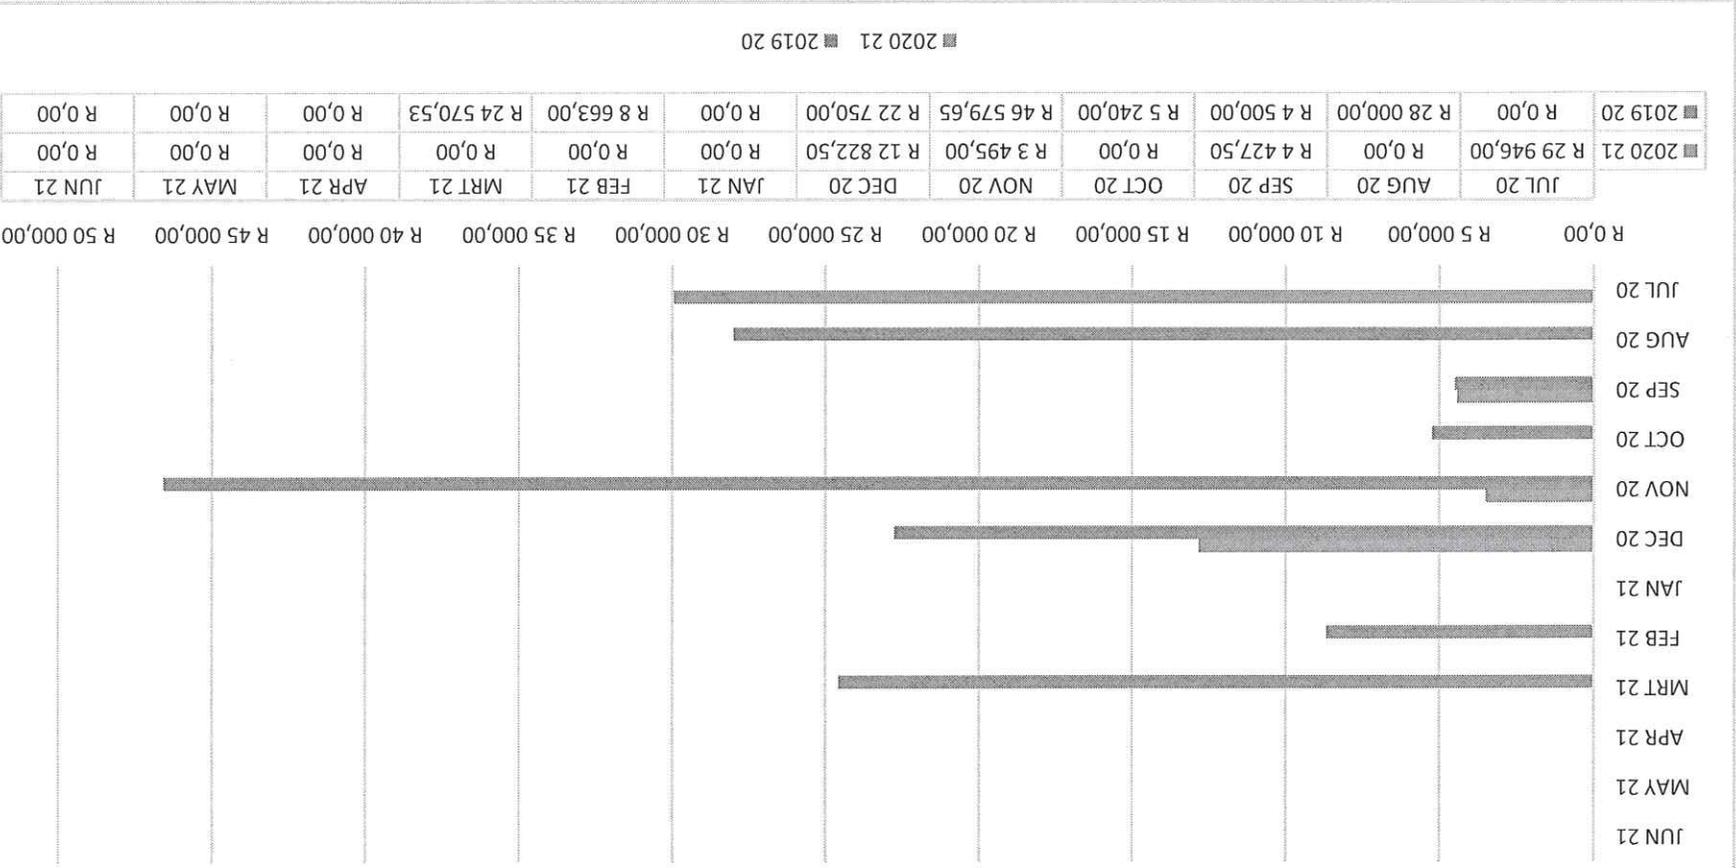 JUN 21
MAY 21
APR 21
MRT 21
FEB 21
JAN 21
DEC 20
NOV 20
OCT 20
SEP 20
AUG 20
JUL 20
R 0,00 R 5 000,00 R 10 000,00 R 15 000,00 R 20 000,00 R 25 000,00 R 30 000,00 R 35 000,00 R 40 000,00 R 45 000,00 R 50 000,00
JUL 20 AUG 20 SEP 20 OCT 20 NOV 20 DEC 20 JAN 21 FEB 21 MRT 21 APR 21 MAY 21 JUN 21
2020 21 R 29 946,00 R 0,00 R 4 427,50 R 0,00 R 3 495,00 R 12 822,50 R 0,00 R 0,00 R 0,00 R 0,00 R 0,00 R 0,00
2019 20 R 0,00 R 28 000,00 R 4 500,00 R 5 240,00 R 46 579,65 R 22 750,00 R 0,00 R 8 663,00 R 24 570,53 R 0,00 R 0,00 R 0,00
2020 21 2019 20